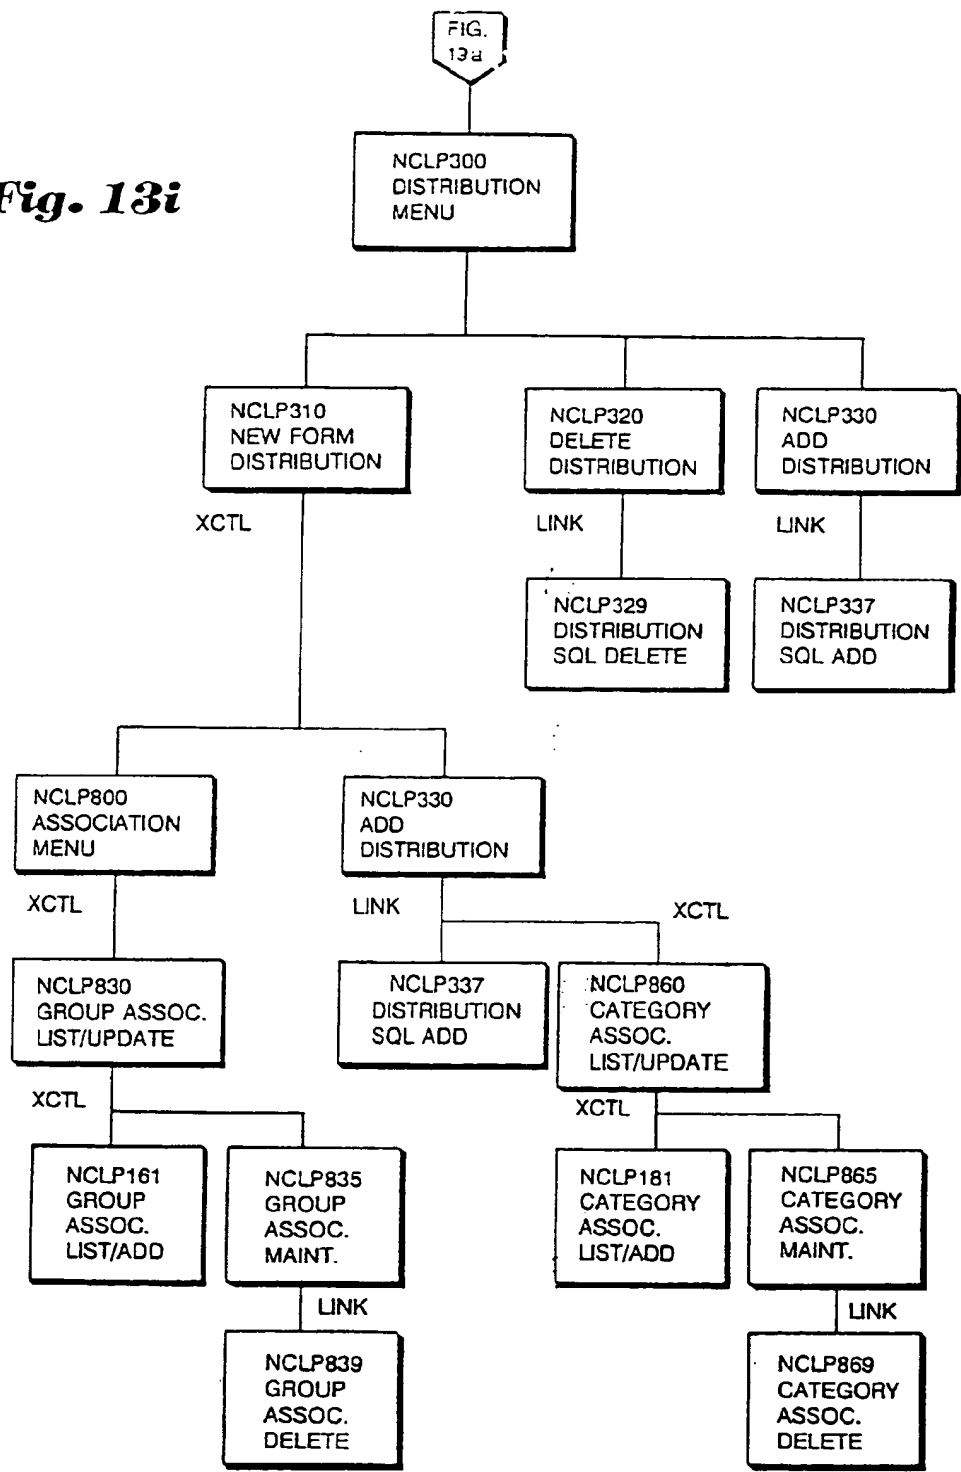 FIG.
13a
Fig. 13i
NCLP300
DISTRIBUTION
MENU
NCLP310
NEW FORM
DISTRIBUTION
NCLP320
DELETE
DISTRIBUTION
NCLP330
ADD
DISTRIBUTION
XCTL
LINK
LINK
NCLP329
DISTRIBUTION
SQL DELETE
NCLP337
DISTRIBUTION
SQL ADD
NCLP800
ASSOCIATION
MENU
NCLP330
ADD
DISTRIBUTION
XCTL
LINK
XCTL
NCLP830
GROUP ASSOC.
LIST/UPDATE
NCLP337
DISTRIBUTION
SQL ADD
NCLP860
CATEGORY
ASSOC.
LIST/UPDATE
XCTL
XCTL
NCLP161
GROUP
ASSOC.
LIST/ADD
NCLP835
GROUP
ASSOC.
MAINT.
NCLP181
CATEGORY
ASSOC.
LIST/ADD
NCLP865
CATEGORY
ASSOC.
MAINT.
LINK
LINK
NCLP839
GROUP
ASSOC.
DELETE
NCLP869
CATEGORY
ASSOC.
DELETE